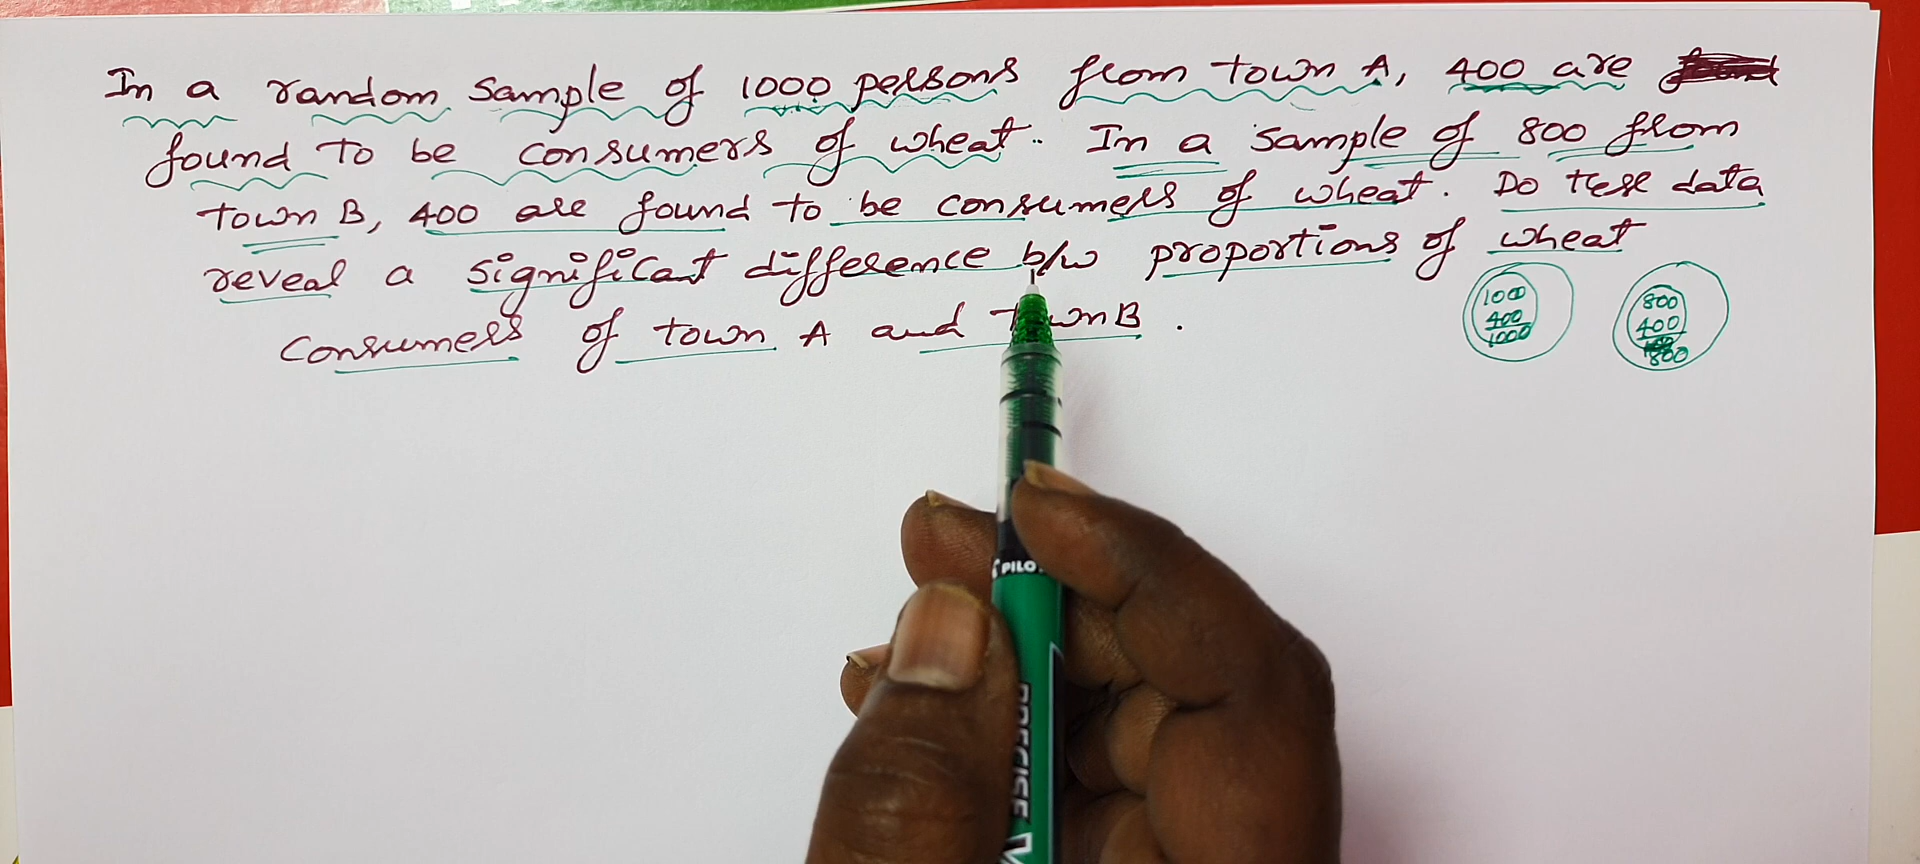 In a random sample of 1000 persons from town A, 400 are
found to be consumers of wheat. In a sample of 800 from
town B, 400 are found to be consumers of wheat. Do these data
reveal a significant difference b/w proportions of wheat
consumers of town A and town B.
1000
400
1000
800
400
800
PILOT
PRECISE